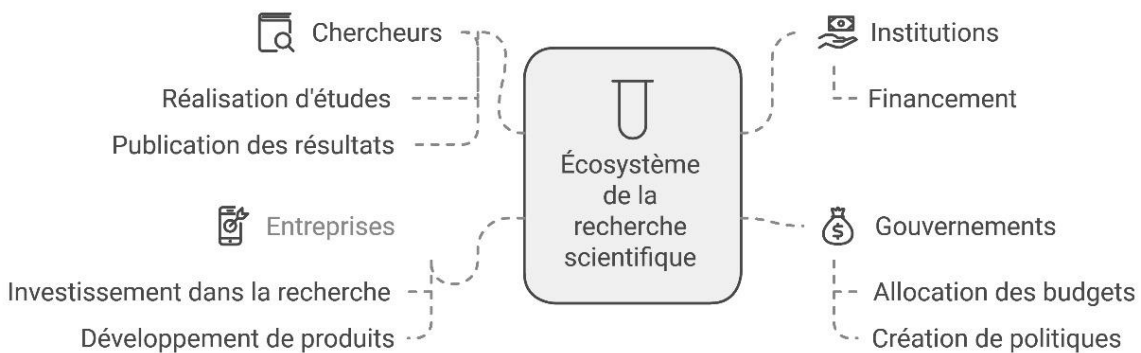 Chercheurs
Réalisation d'études
Publication des résultats
Entreprises
Investissement dans la recherche
Développement de produits
Écosystème
de la
recherche
scientifique
Institutions
Financement
Gouvernements
Allocation des budgets
Création de politiques